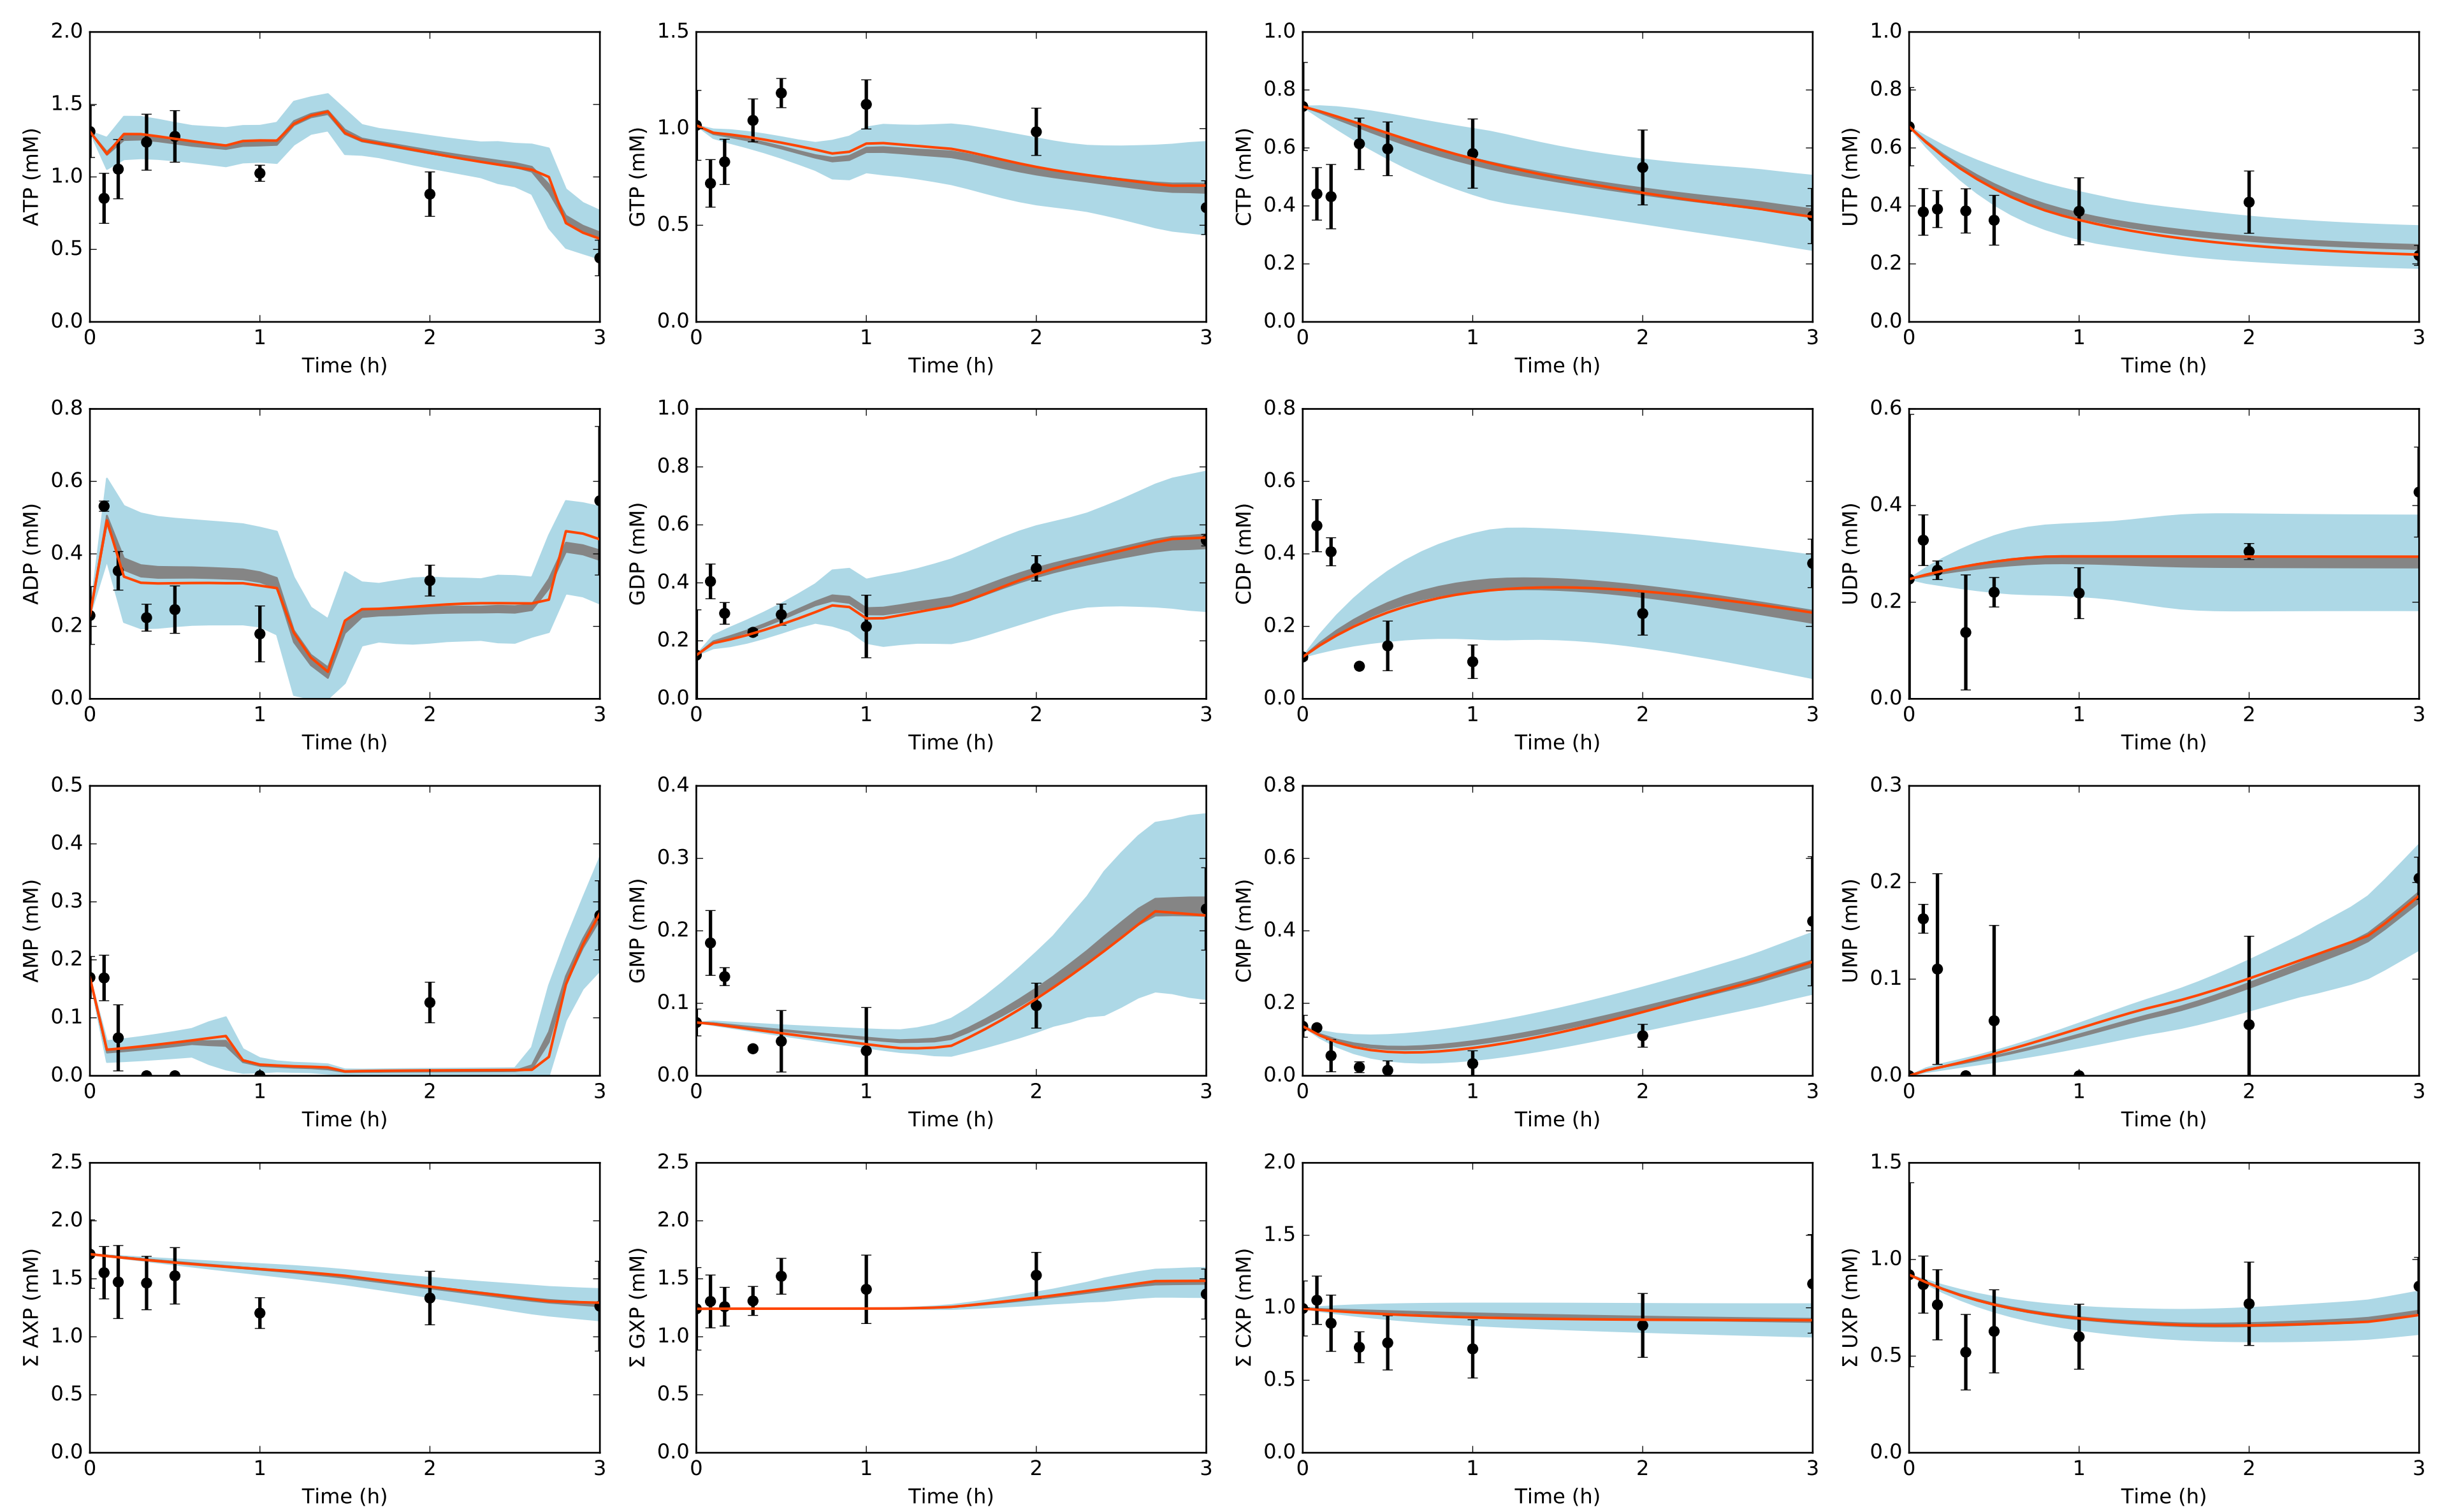 2.0
1.5
1.0
0.5
0.0
ATP (mM)
0 1 2 3
Time (h)
1.5
1.0
0.5
0.0
GTP (mM)
0 1 2 3
Time (h)
1.0
0.8
0.6
0.4
0.2
0.0
CTP (mM)
0 1 2 3
Time (h)
1.0
0.8
0.6
0.4
0.2
0.0
UTP (mM)
0 1 2 3
Time (h)
0.8
0.6
0.4
0.2
0.0
ADP (mM)
0 1 2 3
Time (h)
1.0
0.8
0.6
0.4
0.2
0.0
GDP (mM)
0 1 2 3
Time (h)
0.8
0.6
0.4
0.2
0.0
CDP (mM)
0 1 2 3
Time (h)
0.6
0.4
0.2
0.0
UDP (mM)
0 1 2 3
Time (h)
0.5
0.4
0.3
0.2
0.1
0.0
AMP (mM)
0 1 2 3
Time (h)
0.4
0.3
0.2
0.1
0.0
GMP (mM)
0 1 2 3
Time (h)
0.8
0.6
0.4
0.2
0.0
CMP (mM)
0 1 2 3
Time (h)
0.3
0.2
0.1
0.0
UMP (mM)
0 1 2 3
Time (h)
2.5
2.0
1.5
1.0
0.5
0.0
Σ AXP (mM)
0 1 2 3
Time (h)
2.5
2.0
1.5
1.0
0.5
0.0
Σ GXP (mM)
0 1 2 3
Time (h)
2.0
1.5
1.0
0.5
0.0
Σ CXP (mM)
0 1 2 3
Time (h)
1.5
1.0
0.5
0.0
Σ UXP (mM)
0 1 2 3
Time (h)